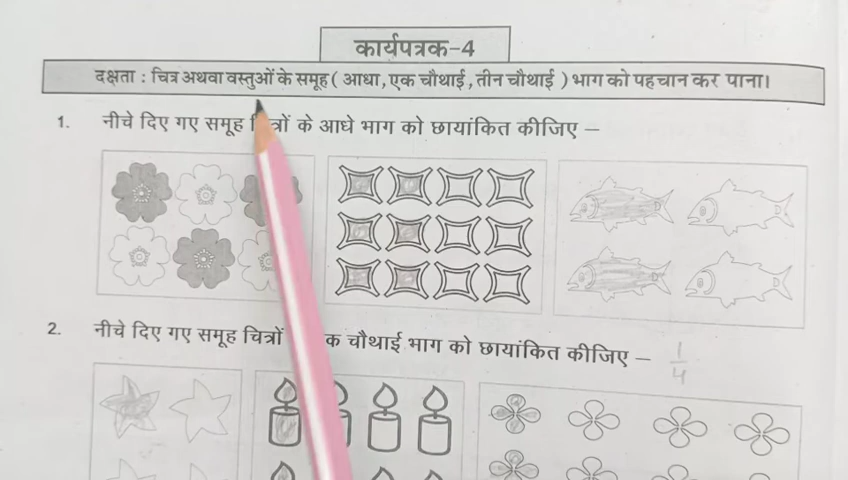 कार्यपत्रक-4
दक्षता : चित्र अथवा वस्तुओं के समूह ( आधा, एक चौथाई, तीन चौथाई ) भाग को पहचान कर पाना।
1. नीचे दिए गए समूह के आधे भाग को छायांकित कीजिए –
2. नीचे दिए गए समूह चित्रों चौथाई भाग को छायांकित कीजिए – 1/4